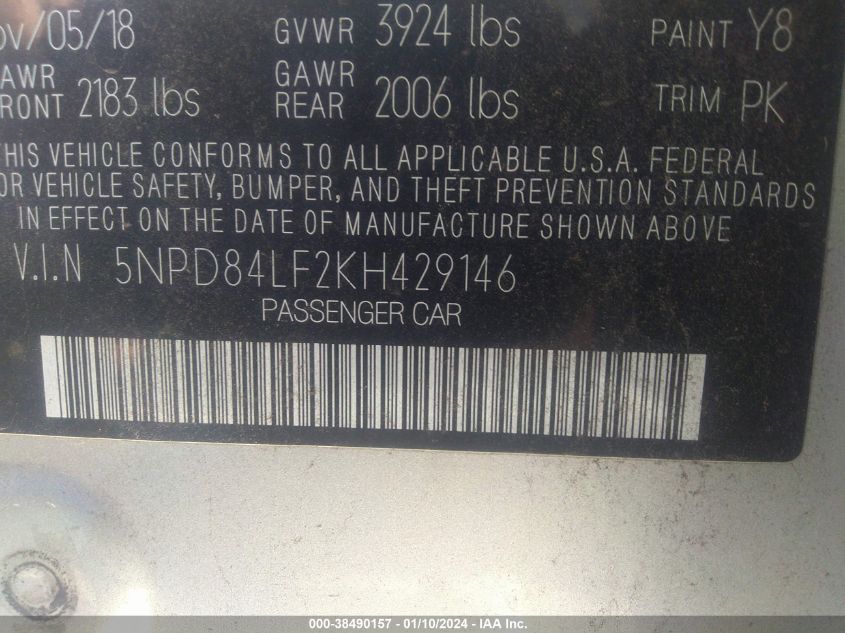 ov/05/18 GVWR 3924 lbs PAINT Y8
AWR GAWR
RONT 2183 lbs REAR 2006 lbs TRIM PK
THIS VEHICLE CONFORMS TO ALL APPLICABLE U.S.A. FEDERAL
OR VEHICLE SAFETY, BUMPER, AND THEFT PREVENTION STANDARDS
IN EFFECT ON THE DATE OF MANUFACTURE SHOWN ABOVE
V.I.N 5NPD84LF2KH429146
PASSENGER CAR
000-38490157 - 01/10/2024 - IAA Inc.